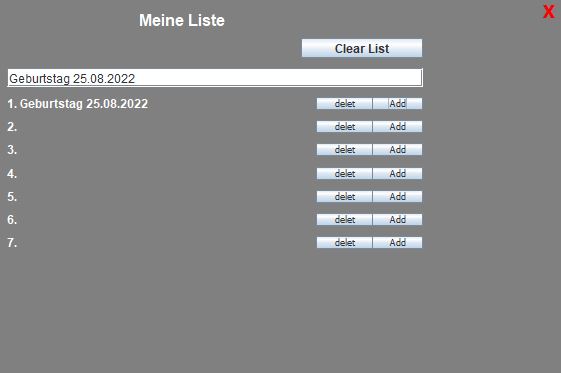 Meine Liste
X
Clear List
Geburtstag 25.08.2022
1. Geburtstag 25.08.2022 delet Add
2. delet Add
3. delet Add
4. delet Add
5. delet Add
6. delet Add
7. delet Add